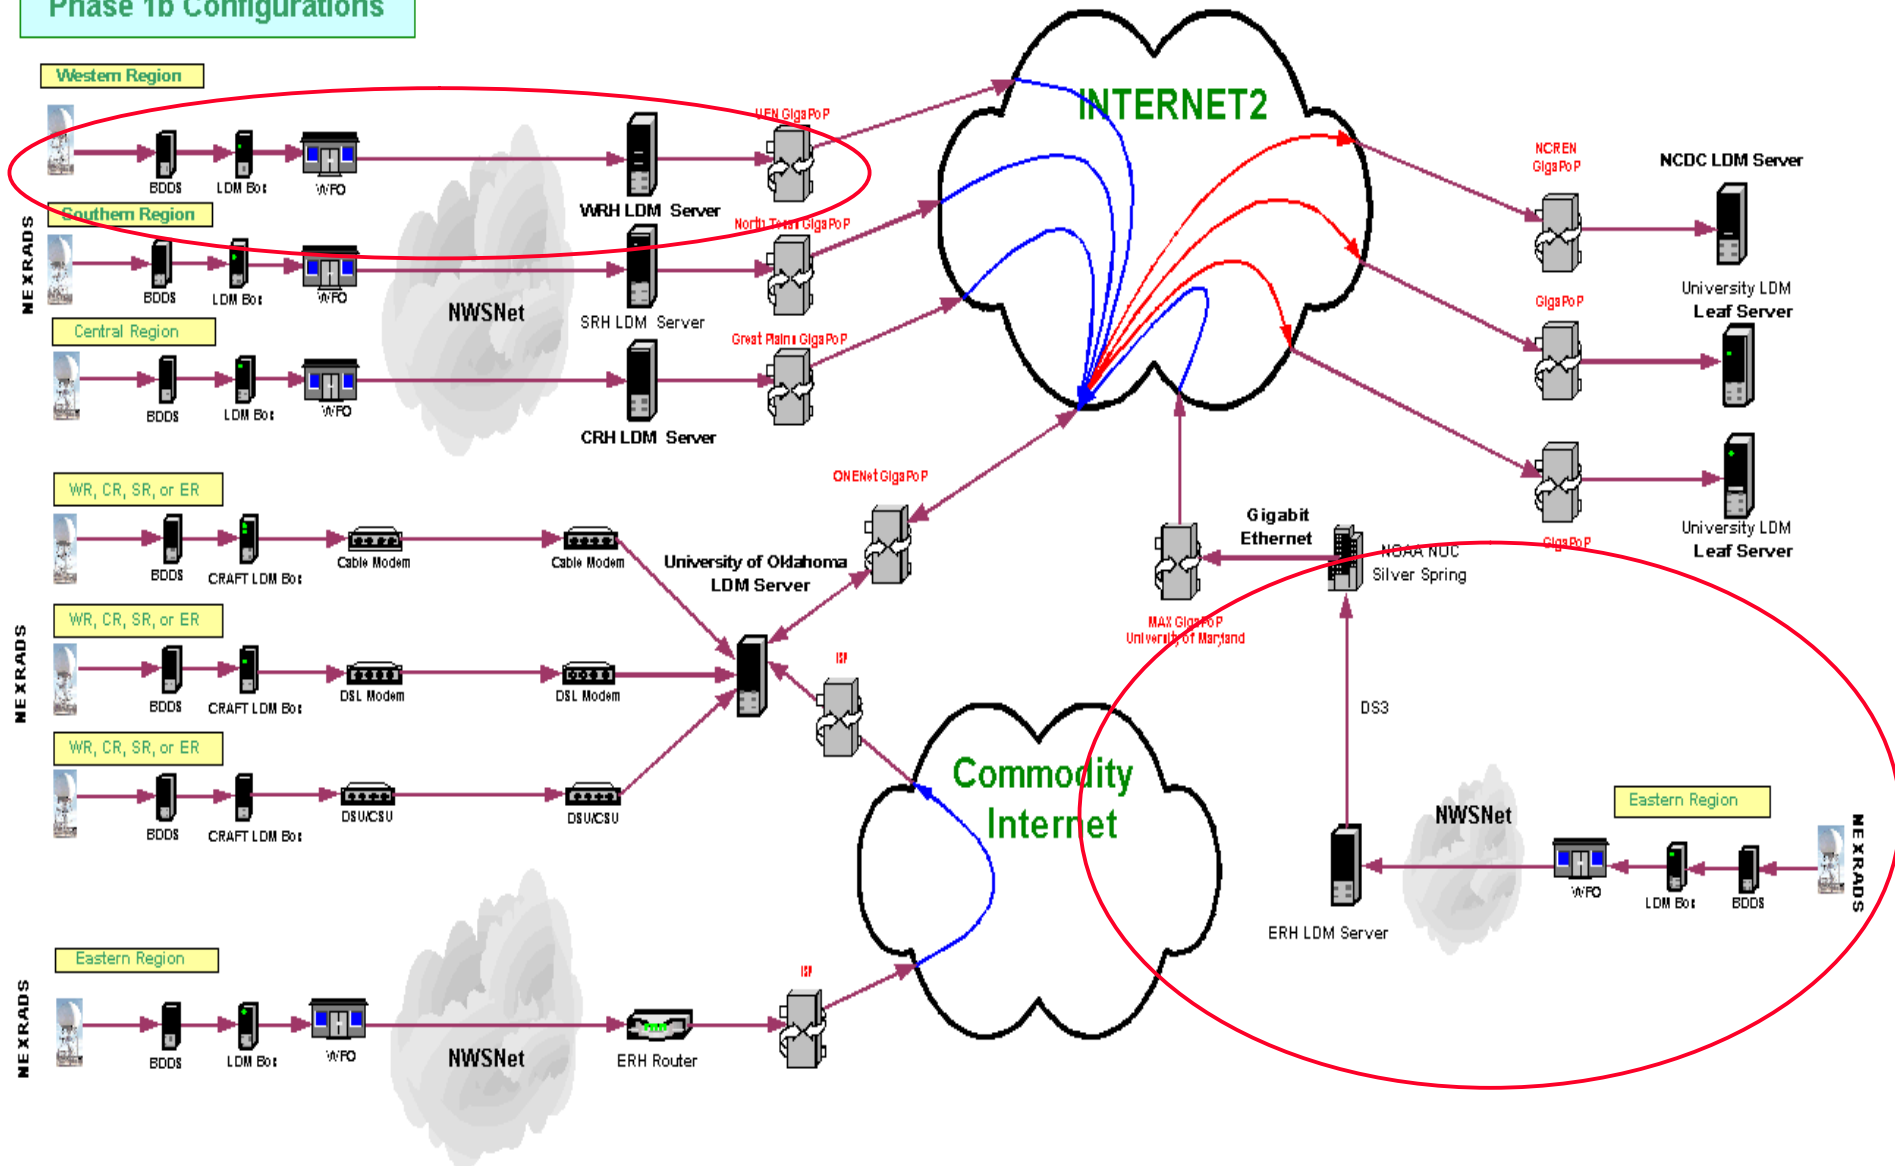 Phase 1b Configurations
Western Region
BDDS
LDM Box
WFO
WRH LDM Server
UEN GigaPoP
INTERNET2
Southern Region
NEXRADS
BDDS
LDM Box
WFO
NWSNet
SRH LDM Server
North Texas GigaPoP
Central Region
BDDS
LDM Box
WFO
CRH LDM Server
Great Plains GigaPoP
NCREN
GigaPoP
NCDC LDM Server
GigaPoP
University LDM
Leaf Server
GigaPoP
University LDM
Leaf Server
WR, CR, SR, or ER
BDDS
CRAFT LDM Box
Cable Modem
Cable Modem
University of Oklahoma
LDM Server
ONENet GigaPoP
Gigabit
Ethernet
NOAA NOC
Silver Spring
MAX GigaPoP
University of Maryland
NEXRADS
WR, CR, SR, or ER
BDDS
CRAFT LDM Box
DSL Modem
DSL Modem
ISP
DS3
WR, CR, SR, or ER
BDDS
CRAFT LDM Box
DSU/CSU
DSU/CSU
Commodity
Internet
Eastern Region
NWSNet
WFO
LDM Box
BDDS
NEXRADS
ERH LDM Server
Eastern Region
NEXRADS
BDDS
LDM Box
WFO
NWSNet
ERH Router
ISP